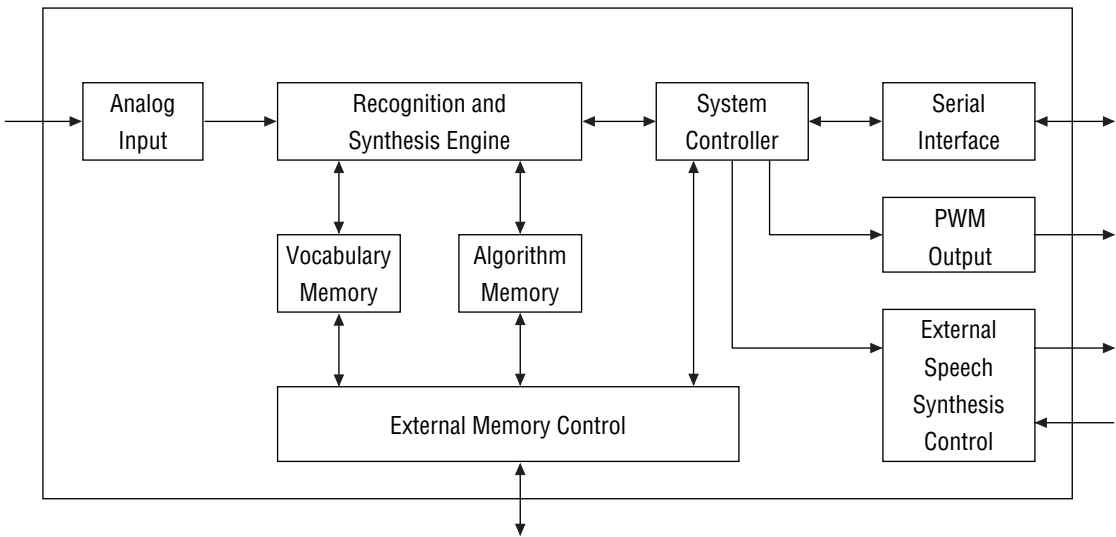 Analog
Input
Recognition and
Synthesis Engine
System
Controller
Serial
Interface
Vocabulary
Memory
Algorithm
Memory
PWM
Output
External Memory Control
External
Speech
Synthesis
Control